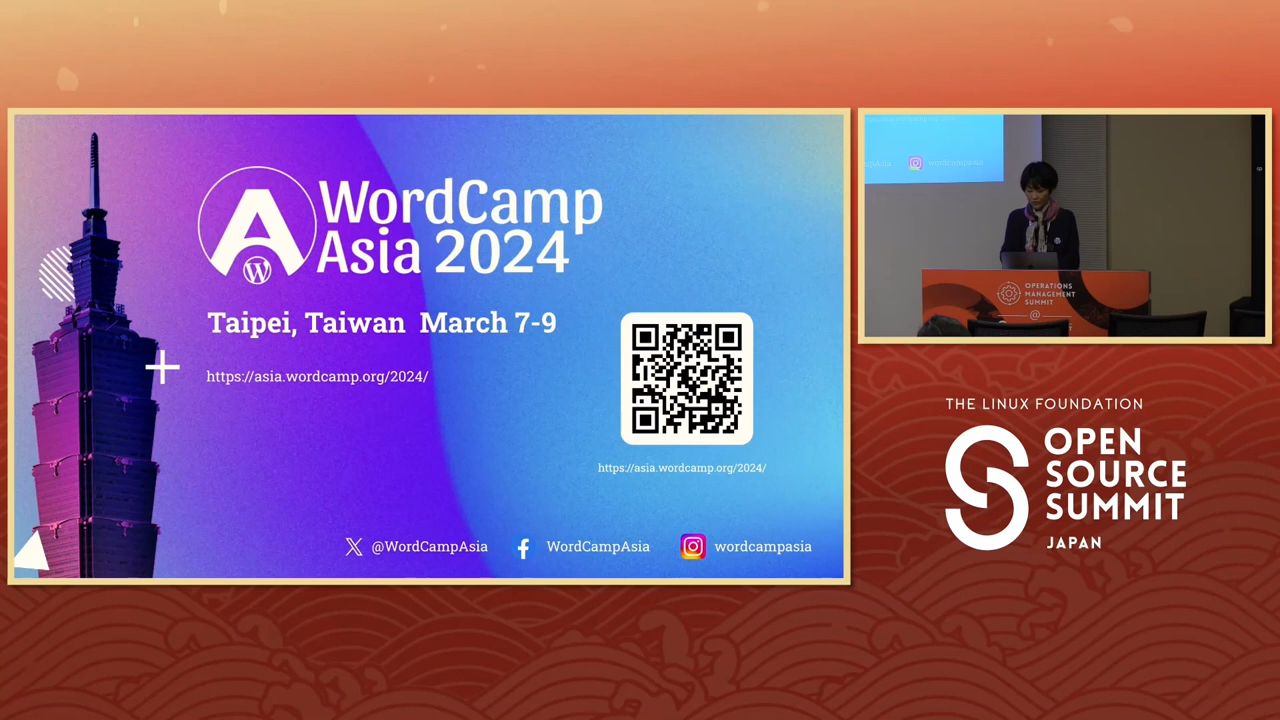 WordCamp
Asia 2024
Taipei, Taiwan March 7-9
https://asia.wordcamp.org/2024/
https://asia.wordcamp.org/2024/
@WordCampAsia
WordCampAsia
wordcampasia
OPERATIONS
MANAGEMENT
SUMMIT
@
THE LINUX FOUNDATION
OPEN
SOURCE
SUMMIT
JAPAN